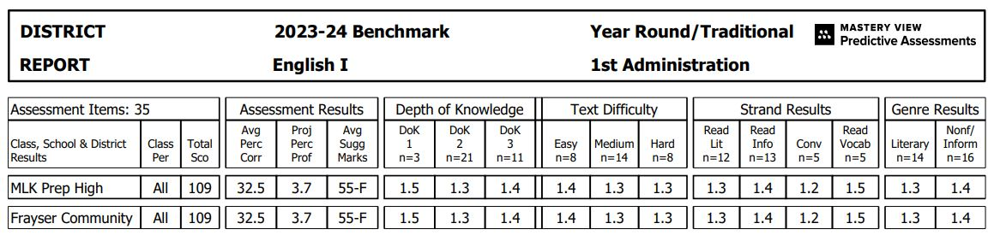 DISTRICT 2023-24 Benchmark Year Round/Traditional MASTERY VIEW
Predictive Assessments
REPORT English I 1st Administration
Assessment Items: 35 Assessment Results Depth of Knowledge Text Difficulty Strand Results Genre Results
Class, School & District Results Class Per Total Sco Avg Perc Corr Proj Perc Prof Avg Sugg Marks DoK 1 n=3 DoK 2 n=21 DoK 3 n=11 Easy n=8 Medium n=14 Hard n=8 Read Lit n=12 Read Info n=13 Conv n=5 Read Vocab n=5 Literary n=14 Nonf/ Inform n=16
MLK Prep High All 109 32.5 3.7 55-F 1.5 1.3 1.4 1.4 1.3 1.3 1.3 1.4 1.2 1.5 1.3 1.4
Frayser Community All 109 32.5 3.7 55-F 1.5 1.3 1.4 1.4 1.3 1.3 1.3 1.4 1.2 1.5 1.3 1.4